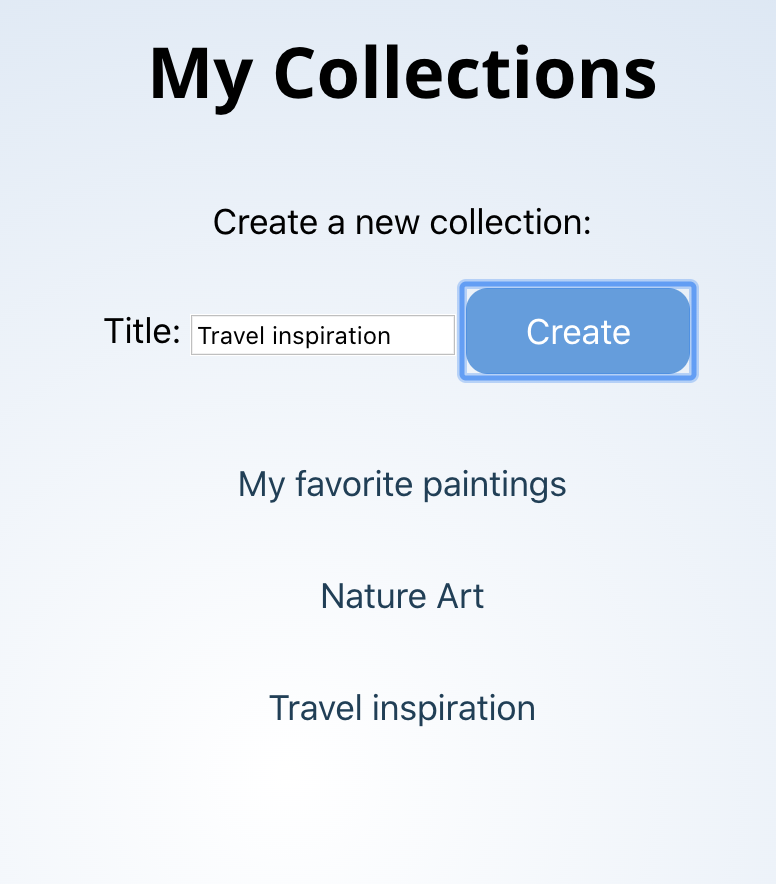 My Collections
Create a new collection:
Title: Travel inspiration Create
My favorite paintings
Nature Art
Travel inspiration